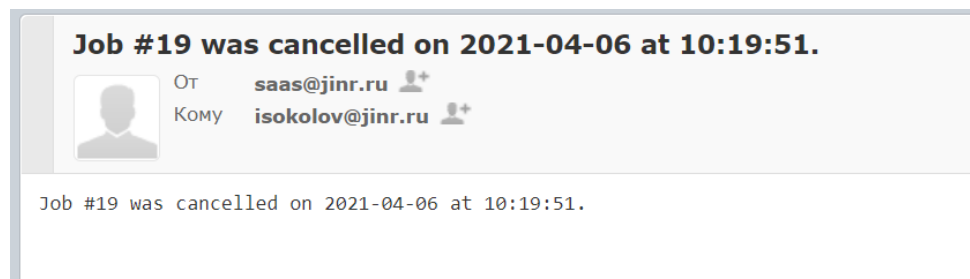 Job #19 was cancelled on 2021-04-06 at 10:19:51.
От saas@jinr.ru
Кому isokolov@jinr.ru
Job #19 was cancelled on 2021-04-06 at 10:19:51.